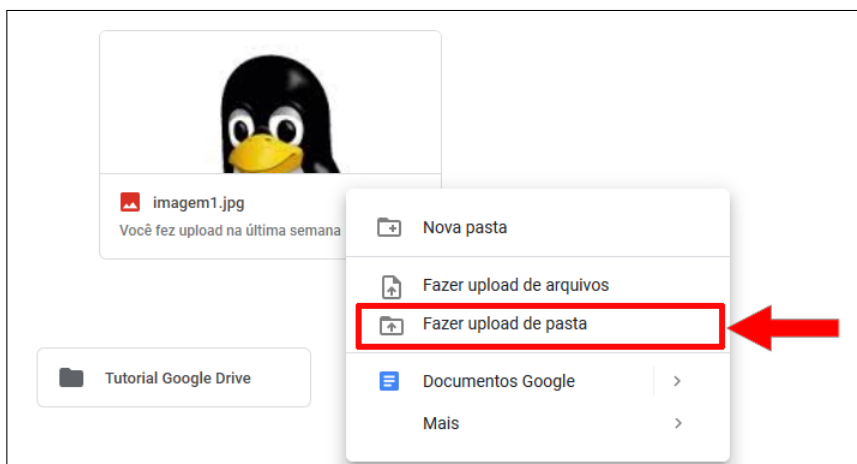 imagem1.jpg
Você fez upload na última semana
Nova pasta
Fazer upload de arquivos
Fazer upload de pasta
Tutorial Google Drive
Documentos Google
Mais